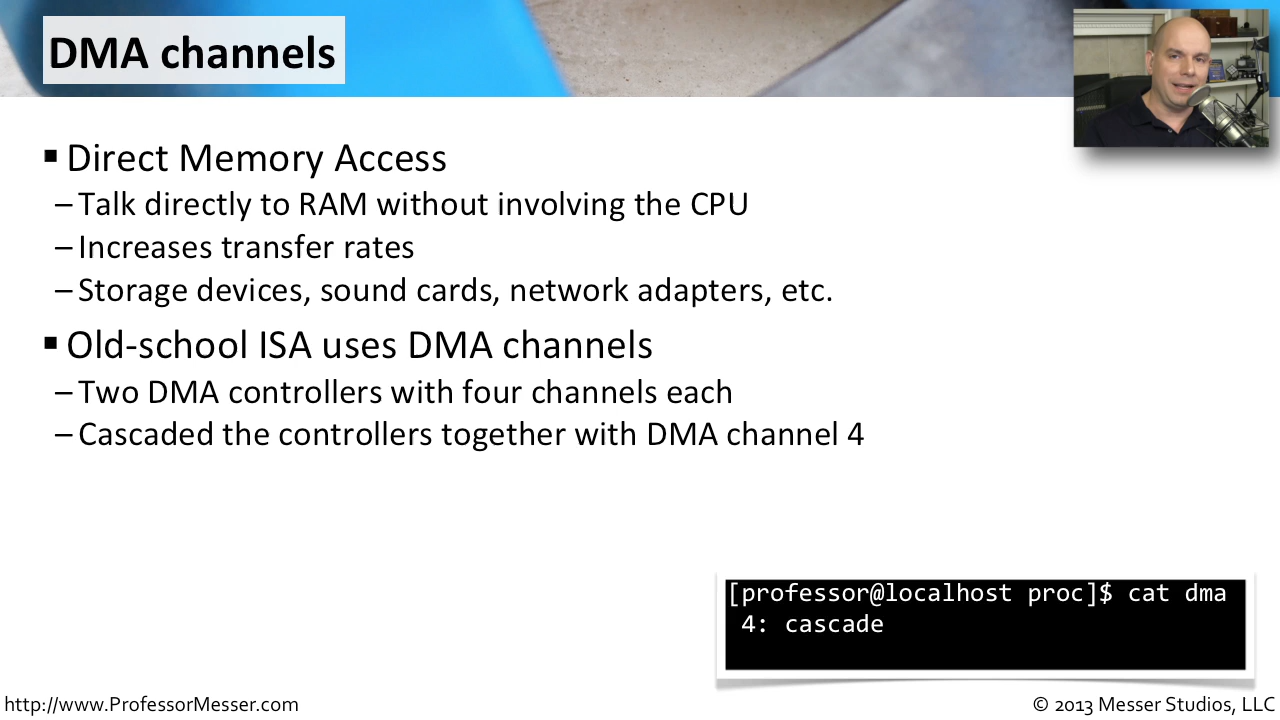 DMA channels
▪ Direct Memory Access
– Talk directly to RAM without involving the CPU
– Increases transfer rates
– Storage devices, sound cards, network adapters, etc.
▪ Old-school ISA uses DMA channels
– Two DMA controllers with four channels each
– Cascaded the controllers together with DMA channel 4
[professor@localhost proc]$ cat dma
4: cascade
http://www.ProfessorMesser.com
© 2013 Messer Studios, LLC